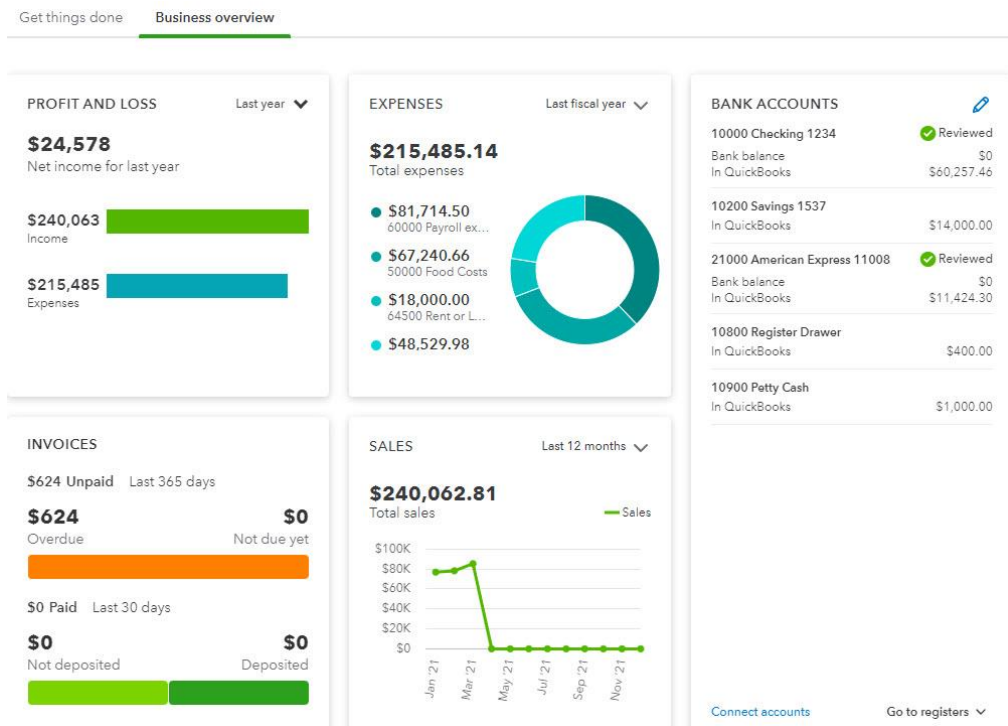 Get things done Business overview
PROFIT AND LOSS Last year
$24,578
Net income for last year
$240,063
Income
$215,485
Expenses
EXPENSES Last fiscal year
$215,485.14
Total expenses
$81,714.50
60000 Payroll ex...
$67,240.66
50000 Food Costs
$18,000.00
64500 Rent or L...
$48,529.98
BANK ACCOUNTS
10000 Checking 1234 Reviewed
Bank balance $0
In QuickBooks $60,257.46
10200 Savings 1537
In QuickBooks $14,000.00
21000 American Express 11008 Reviewed
Bank balance $0
In QuickBooks $11,424.30
10800 Register Drawer
In QuickBooks $400.00
10900 Petty Cash
In QuickBooks $1,000.00
Connect accounts Go to registers
INVOICES
$624 Unpaid Last 365 days
$624 $0
Overdue Not due yet
$0 Paid Last 30 days
$0 $0
Not deposited Deposited
SALES Last 12 months
$240,062.81
Total sales Sales
$100K
$80K
$60K
$40K
$20K
$0
Jan '21 Mar '21 May '21 Jul '21 Sep '21 Nov '21